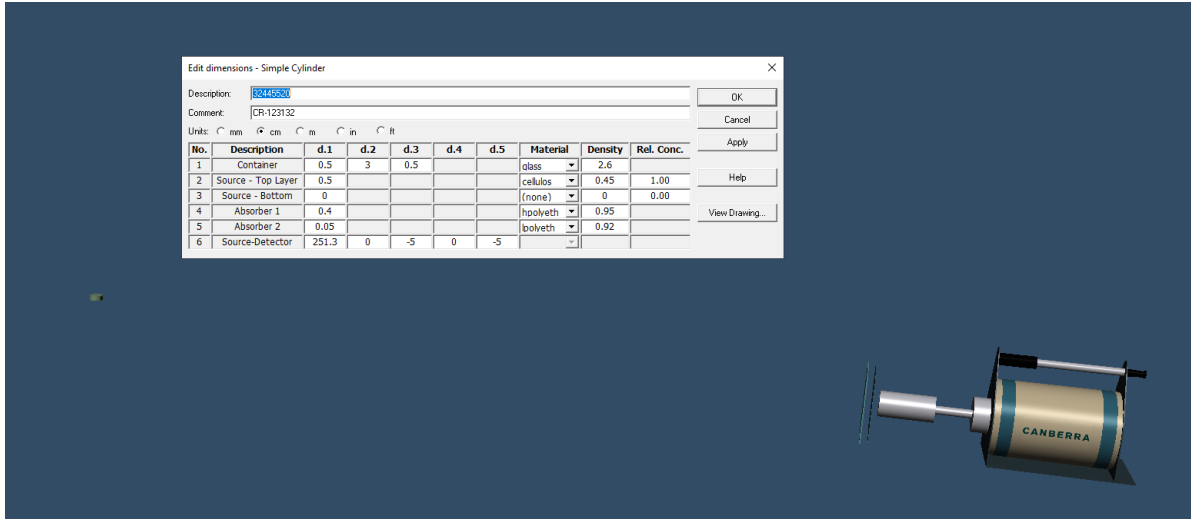 Edit dimensions - Simple Cylinder
Description: 32445520 OK
Comment: CR-123132 Cancel
Units: mm cm m in ft Apply
No. Description d.1 d.2 d.3 d.4 d.5 Material Density Rel. Conc.
1 Container 0.5 3 0.5 glass 2.6
2 Source - Top Layer 0.5 cellulos 0.45 1.00 Help
3 Source - Bottom 0 (none) 0 0.00
4 Absorber 1 0.4 hpolyeth 0.95 View Drawing...
5 Absorber 2 0.05 lpolyeth 0.92
6 Source-Detector 251.3 0 -5 0 -5
CANBERRA